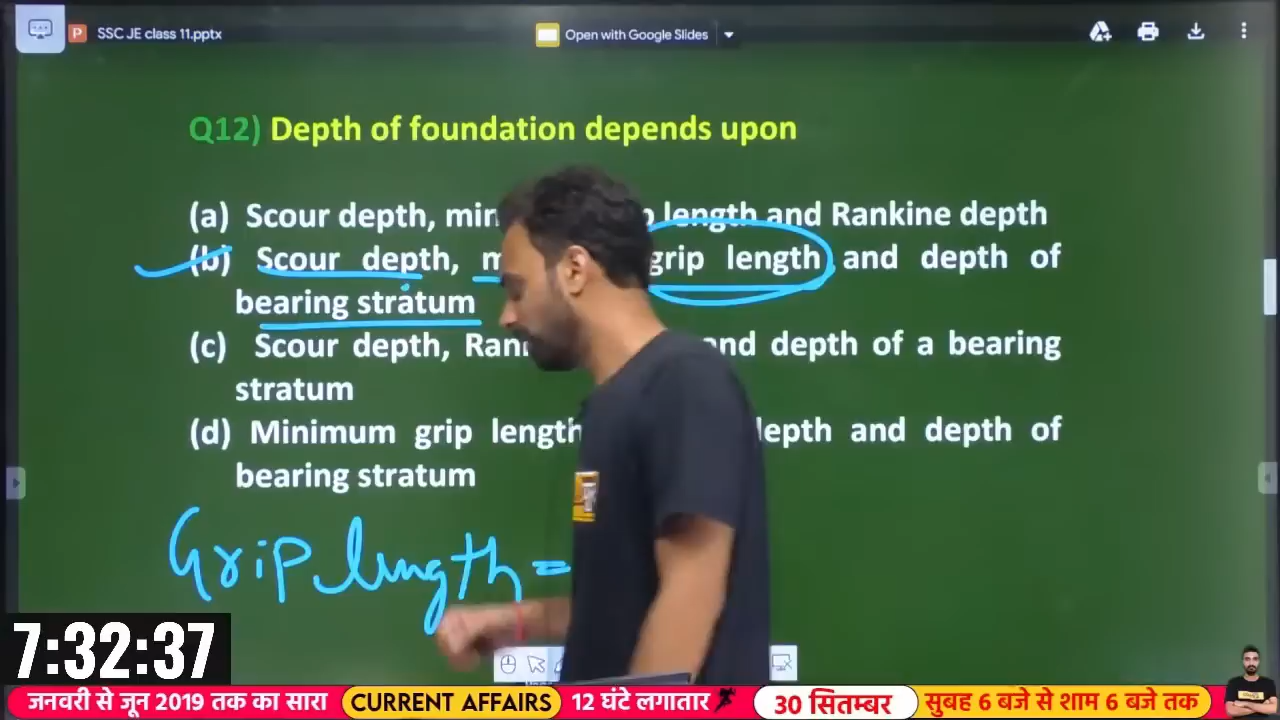 SSC JE class 11.pptx
Open with Google Slides
Q12) Depth of foundation depends upon
(a) Scour depth, length and Rankine depth
(b) Scour depth, grip length and depth of
bearing stratum
(c) Scour depth, and depth of a bearing
stratum
(d) Minimum grip length depth and depth of
bearing stratum
Grip length =
7:32:37
जनवरी से जून 2019 तक का सारा CURRENT AFFAIRS 12 घंटे लगातार 30 सितम्बर सुबह 6 बजे से शाम 6 बजे तक